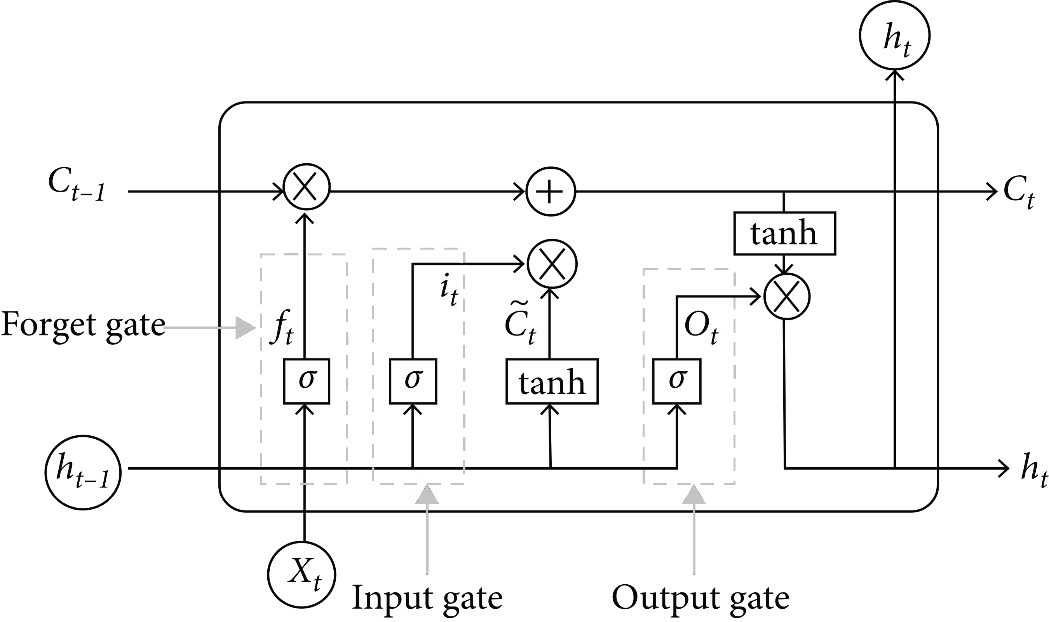 h_t
C_{t–1}
C_t
tanh
i_t
Forget gate
f_t
C̃_t
O_t
σ
σ
tanh
σ
h_{t–1}
h_t
X_t
Input gate
Output gate